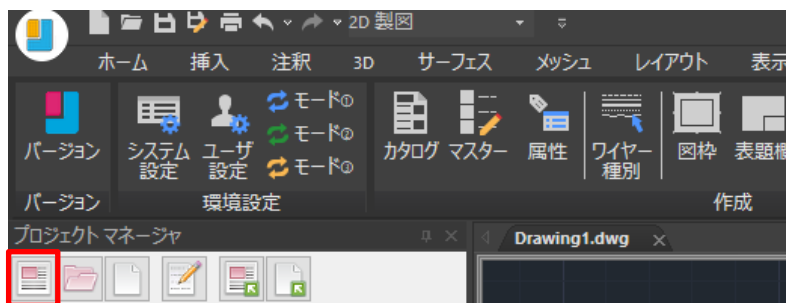 2D 製図
ホーム 挿入 注釈 3D サーフェス メッシュ レイアウト 表示
モード①
モード②
モード③
バージョン システム設定 ユーザ設定 カタログ マスター 属性 ワイヤー種別 図枠 表題欄
バージョン 環境設定 作成
プロジェクト マネージャ Drawing1.dwg